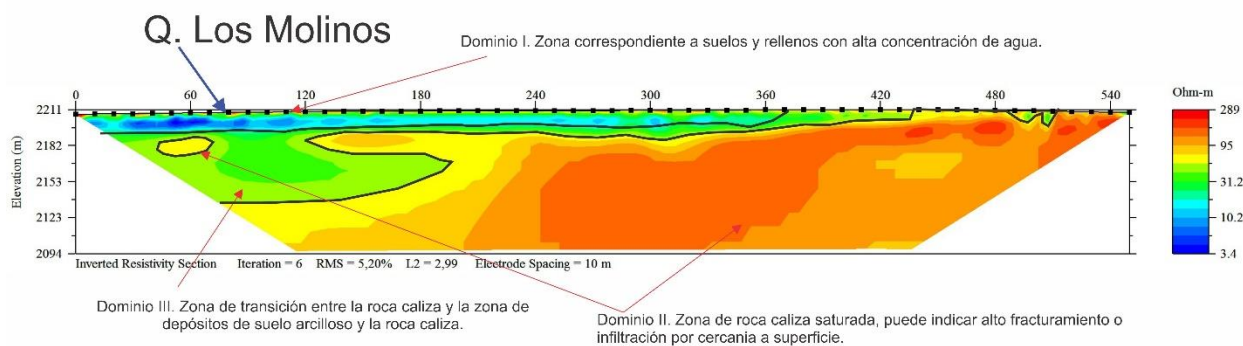 Q. Los Molinos
Dominio I. Zona correspondiente a suelos y rellenos con alta concentración de agua.
0 60 120 180 240 300 360 420 480 540
Ohm-m
2211
2182
2153
2123
2094
Elevation (m)
289
95
31.2
10.2
3.4
Inverted Resistivity Section Iteration = 6 RMS = 5,20% L2 = 2,99 Electrode Spacing = 10 m
Dominio III. Zona de transición entre la roca caliza y la zona de
depósitos de suelo arcilloso y la roca caliza.
Dominio II. Zona de roca caliza saturada, puede indicar alto fracturamiento o
infiltración por cercania a superficie.